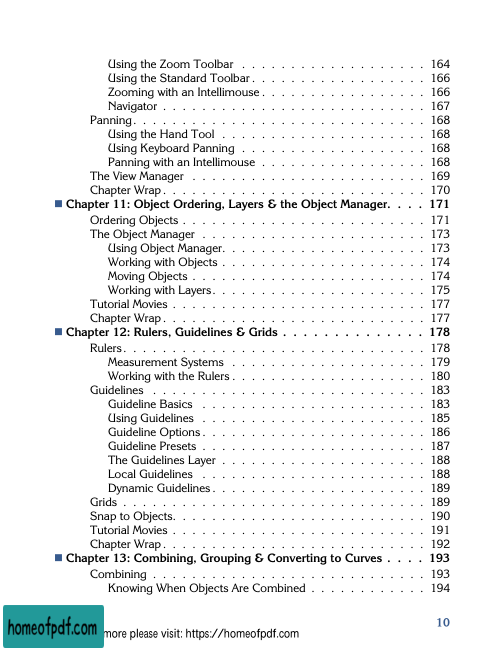 Using the Zoom Toolbar . . . . . . . . . . . . . . . . . . . 164
Using the Standard Toolbar . . . . . . . . . . . . . . . . . . 166
Zooming with an Intellimouse . . . . . . . . . . . . . . . . . 166
Navigator . . . . . . . . . . . . . . . . . . . . . . . . . . . 167
Panning . . . . . . . . . . . . . . . . . . . . . . . . . . . . . 168
Using the Hand Tool . . . . . . . . . . . . . . . . . . . . . 168
Using Keyboard Panning . . . . . . . . . . . . . . . . . . . 168
Panning with an Intellimouse . . . . . . . . . . . . . . . . . 168
The View Manager . . . . . . . . . . . . . . . . . . . . . . . . 169
Chapter Wrap . . . . . . . . . . . . . . . . . . . . . . . . . . 170
■ Chapter 11: Object Ordering, Layers & the Object Manager. . . . 171
Ordering Objects . . . . . . . . . . . . . . . . . . . . . . . . 171
The Object Manager . . . . . . . . . . . . . . . . . . . . . . . 173
Using Object Manager . . . . . . . . . . . . . . . . . . . . . 173
Working with Objects . . . . . . . . . . . . . . . . . . . . . 174
Moving Objects . . . . . . . . . . . . . . . . . . . . . . . . 174
Working with Layers . . . . . . . . . . . . . . . . . . . . . . 175
Tutorial Movies . . . . . . . . . . . . . . . . . . . . . . . . . 177
Chapter Wrap . . . . . . . . . . . . . . . . . . . . . . . . . . 177
■ Chapter 12: Rulers, Guidelines & Grids . . . . . . . . . . . . . . 178
Rulers . . . . . . . . . . . . . . . . . . . . . . . . . . . . . . 178
Measurement Systems . . . . . . . . . . . . . . . . . . . . 179
Working with the Rulers . . . . . . . . . . . . . . . . . . . . 180
Guidelines . . . . . . . . . . . . . . . . . . . . . . . . . . . 183
Guideline Basics . . . . . . . . . . . . . . . . . . . . . . . 183
Using Guidelines . . . . . . . . . . . . . . . . . . . . . . . 185
Guideline Options . . . . . . . . . . . . . . . . . . . . . . . 186
Guideline Presets . . . . . . . . . . . . . . . . . . . . . . . 187
The Guidelines Layer . . . . . . . . . . . . . . . . . . . . . 188
Local Guidelines . . . . . . . . . . . . . . . . . . . . . . . 188
Dynamic Guidelines . . . . . . . . . . . . . . . . . . . . . . 189
Grids . . . . . . . . . . . . . . . . . . . . . . . . . . . . . . 189
Snap to Objects. . . . . . . . . . . . . . . . . . . . . . . . . 190
Tutorial Movies . . . . . . . . . . . . . . . . . . . . . . . . . 191
Chapter Wrap . . . . . . . . . . . . . . . . . . . . . . . . . . 192
■ Chapter 13: Combining, Grouping & Converting to Curves . . . . 193
Combining . . . . . . . . . . . . . . . . . . . . . . . . . . . 193
Knowing When Objects Are Combined . . . . . . . . . . . . 194
10
homeofpdf.com
more please visit: https://homeofpdf.com